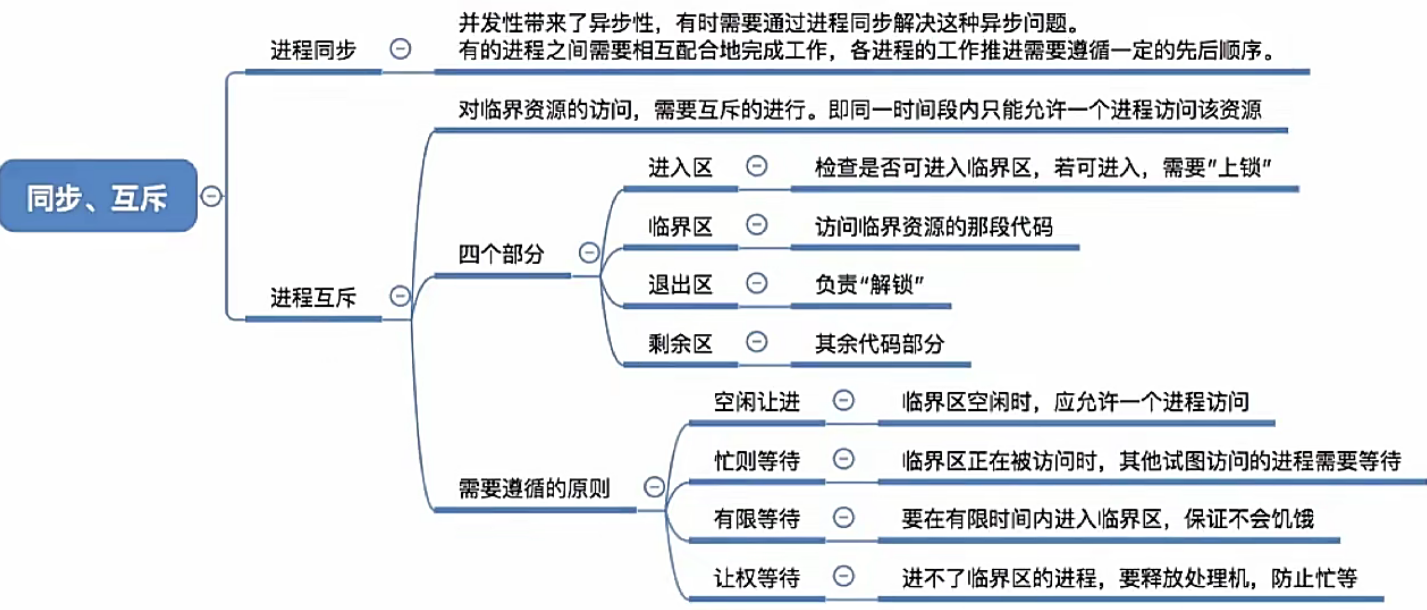 同步、互斥
进程同步
并发性带来了异步性，有时需要通过进程同步解决这种异步问题。
有的进程之间需要相互配合地完成工作，各进程的工作推进需要遵循一定的先后顺序。
进程互斥
对临界资源的访问，需要互斥的进行。即同一时间段内只能允许一个进程访问该资源
四个部分
进入区
检查是否可进入临界区，若可进入，需要"上锁"
临界区
访问临界资源的那段代码
退出区
负责"解锁"
剩余区
其余代码部分
需要遵循的原则
空闲让进
临界区空闲时，应允许一个进程访问
忙则等待
临界区正在被访问时，其他试图访问的进程需要等待
有限等待
要在有限时间内进入临界区，保证不会饥饿
让权等待
进不了临界区的进程，要释放处理机，防止忙等